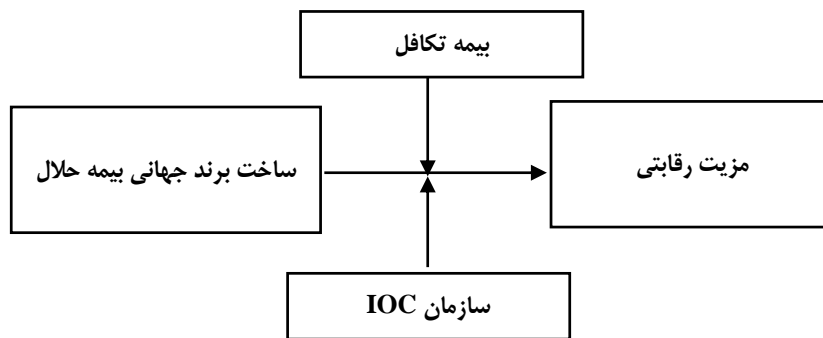 بیمه تکافل
ساخت برند جهانی بیمه حلال
مزیت رقابتی
سازمان IOC